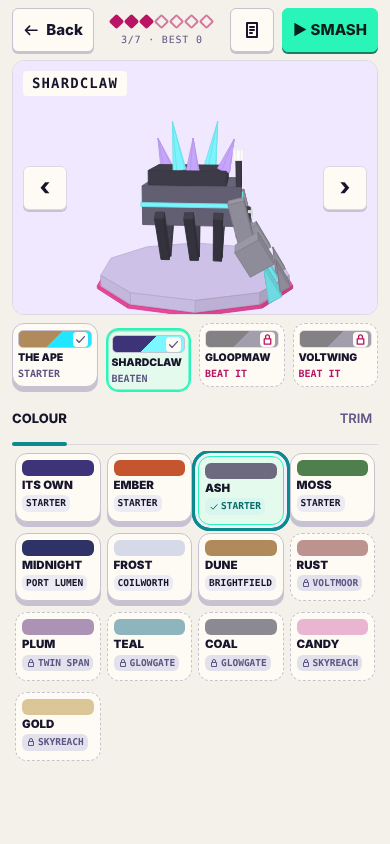 Back
3/7 · BEST 0
SMASH
SHARDCLAW
THE APE
STARTER
SHARDCLAW
BEATEN
GLOOPMAW
BEAT IT
VOLTWING
BEAT IT
COLOUR
TRIM
ITS OWN
STARTER
EMBER
STARTER
ASH
STARTER
MOSS
STARTER
MIDNIGHT
PORT LUMEN
FROST
COILWORTH
DUNE
BRIGHTFIELD
RUST
VOLTMOOR
PLUM
TWIN SPAN
TEAL
GLOWGATE
COAL
GLOWGATE
CANDY
SKYREACH
GOLD
SKYREACH